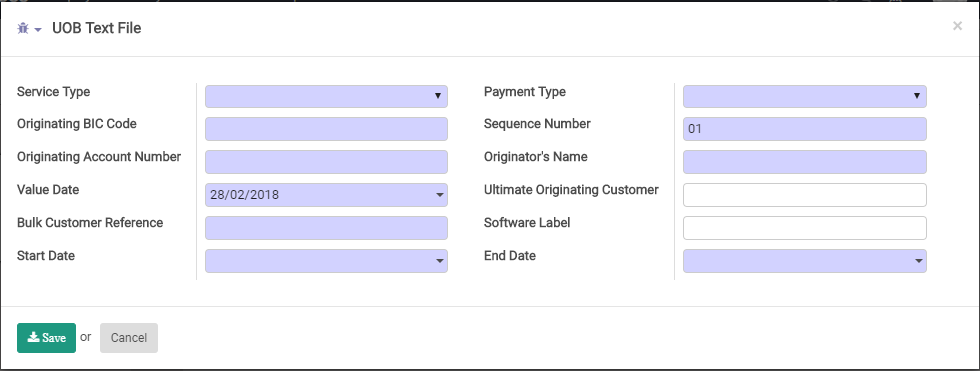 UOB Text File ×
Service Type Payment Type
Originating BIC Code Sequence Number 01
Originating Account Number Originator's Name
Value Date 28/02/2018 Ultimate Originating Customer
Bulk Customer Reference Software Label
Start Date End Date
Save or Cancel